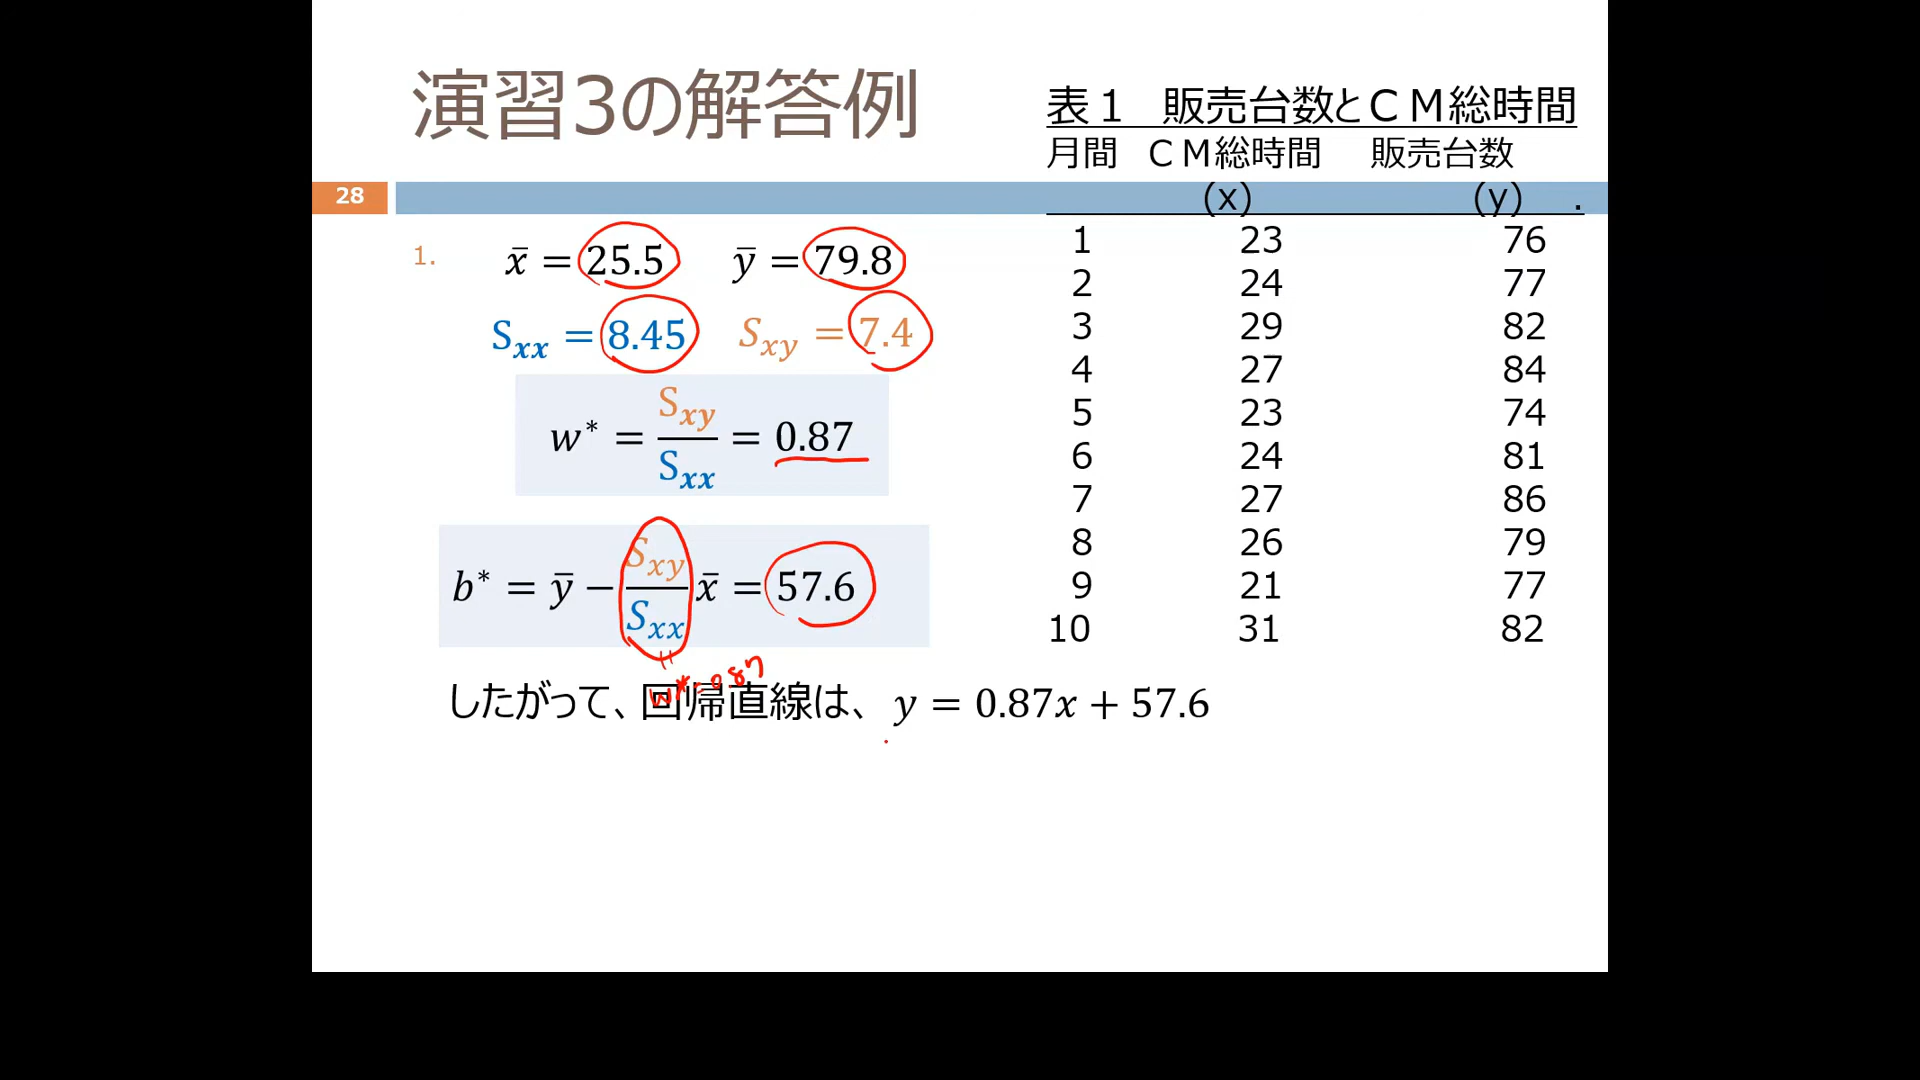 演習3の解答例
28
1. x̄ = 25.5 ȳ = 79.8
Sxx = 8.45 Sxy = 7.4
w* = Sxy/Sxx = 0.87
b* = ȳ − Sxy/Sxx x̄ = 57.6
w*=0.87
したがって、回帰直線は、 y = 0.87x + 57.6
表１ 販売台数とＣＭ総時間
月間 ＣＭ総時間 販売台数
(x) (y) .
1 23 76
2 24 77
3 29 82
4 27 84
5 23 74
6 24 81
7 27 86
8 26 79
9 21 77
10 31 82